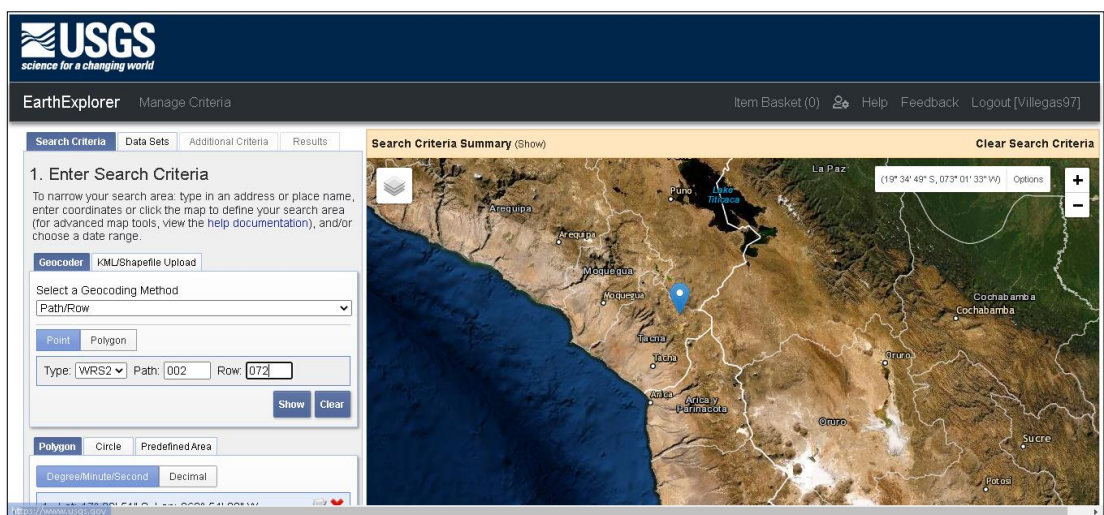 USGS
science for a changing world
EarthExplorer Manage Criteria Item Basket (0) Help Feedback Logout [Villegas97]
Search Criteria Data Sets Additional Criteria Results
Search Criteria Summary (Show) Clear Search Criteria
1. Enter Search Criteria
To narrow your search area: type in an address or place name,
enter coordinates or click the map to define your search area
(for advanced map tools, view the help documentation), and/or
choose a date range.
Geocoder KML/Shapefile Upload
Select a Geocoding Method
Path/Row
Point Polygon
Type: WRS2 Path: 002 Row: 072
Show Clear
Polygon Circle Predefined Area
Degree/Minute/Second Decimal
https://www.usgs.gov
La Paz
(19° 34' 49" S, 073° 01' 33" W) Options
+
−
Puno
Lake
Titicaca
Arequipa
Arequipa
Moquegua
Moquegua
Cochabamba
Cochabamba
Tacna
Tacna
Oruro
Arica
Arica y
Parinacota
Oruro
Sucre
Potosí